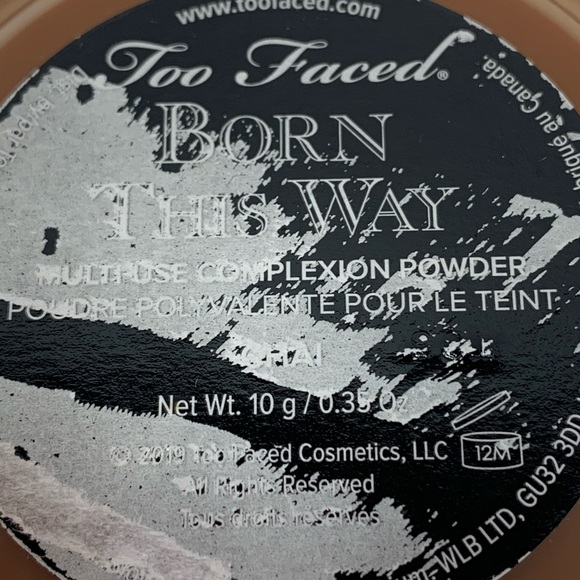 www.toofaced.com
Too Faced®
BORN
THIS WAY
MULTI-USE COMPLEXION POWDER
POUDRE POLYVALENTE POUR LE TEINT
CHAI
Net Wt. 10 g / 0.35 Oz
© 2019 Too Faced Cosmetics, LLC
12M
All Rights Reserved
Tous droits réservés
WLB LTD, GU32 3DD
au Canada.